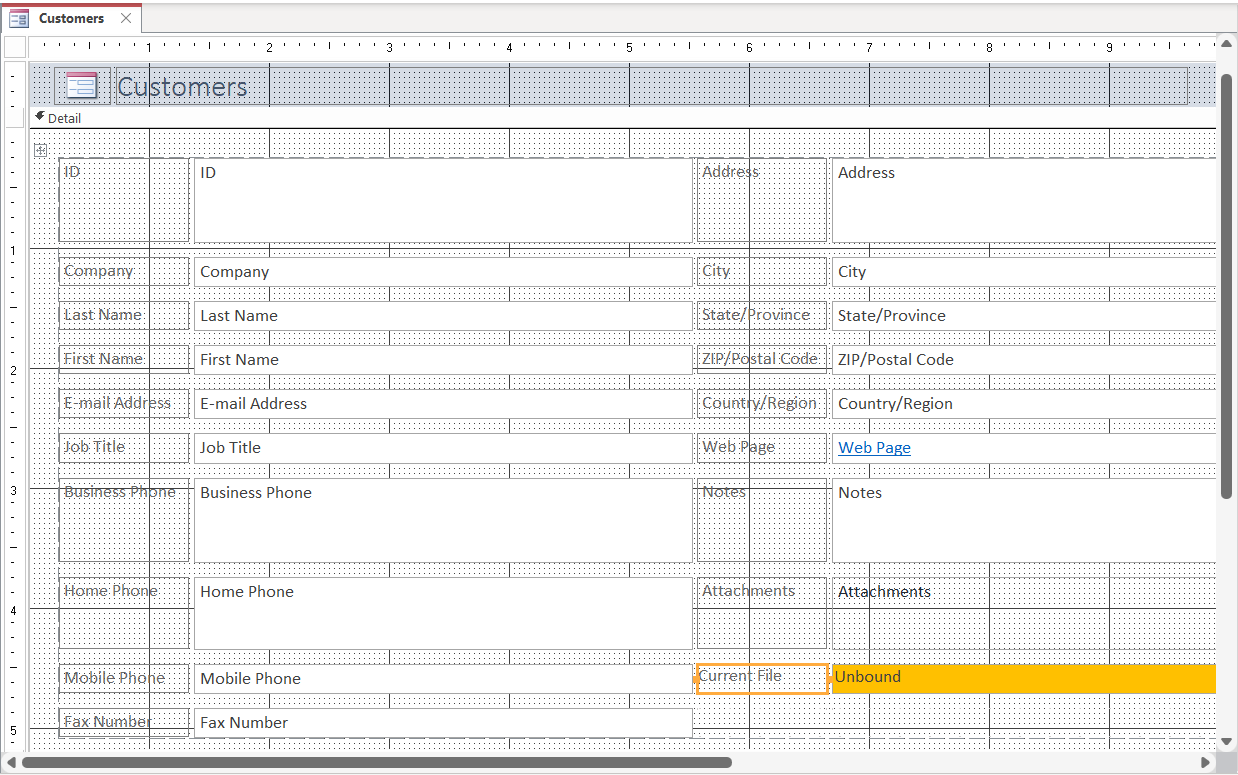 Customers
1 2 3 4 5 6 7 8 9
Customers
Detail
ID ID Address Address
1
Company Company City City
Last Name Last Name State/Province State/Province
First Name First Name ZIP/Postal Code ZIP/Postal Code
2
E-mail Address E-mail Address Country/Region Country/Region
Job Title Job Title Web Page Web Page
3
Business Phone Business Phone Notes Notes
Home Phone Home Phone Attachments Attachments
4
Mobile Phone Mobile Phone Current File Unbound
Fax Number Fax Number
5